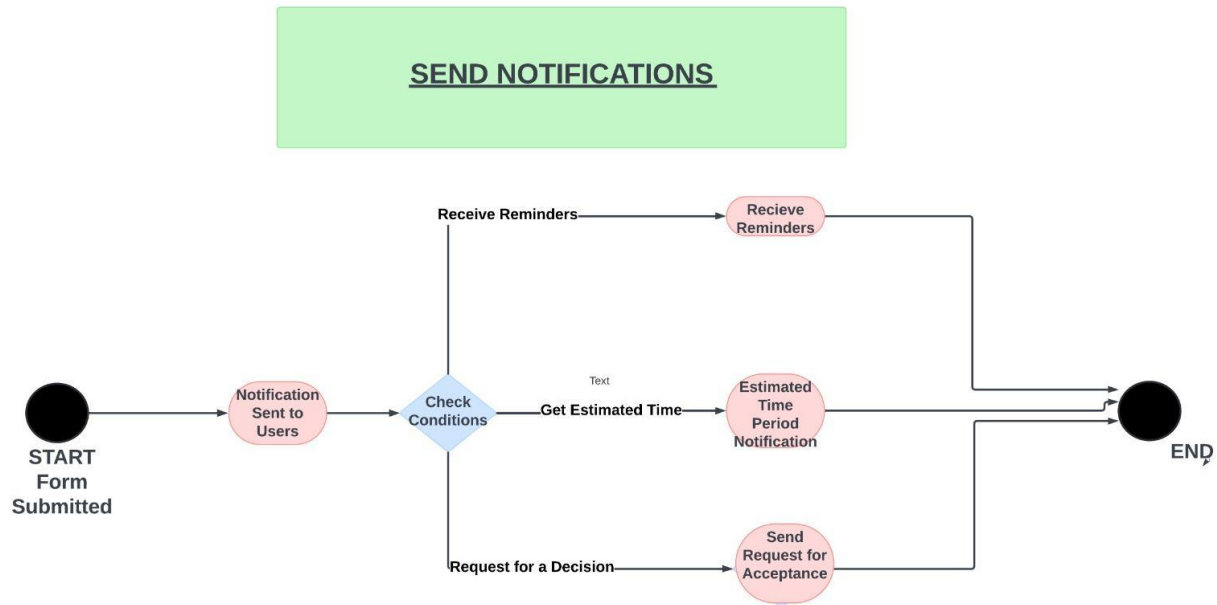 SEND NOTIFICATIONS
Receive Reminders
Recieve
Reminders
Text
Notification
Sent to
Users
Check
Conditions
Get Estimated Time
Estimated
Time
Period
Notification
START
Form
Submitted
END
Request for a Decision
Send
Request for
Acceptance